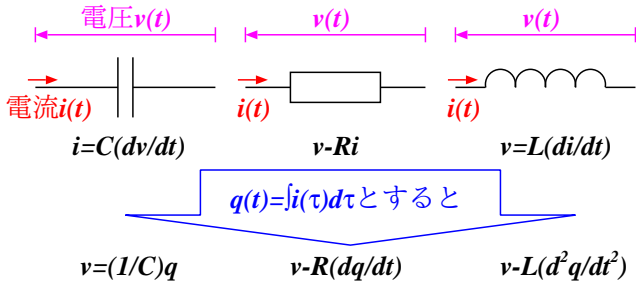 電圧v(t) v(t) v(t)
電流i(t) i(t) i(t)
i=C(dv/dt) v-Ri v=L(di/dt)
q(t)=∫i(τ)dτとすると
v=(1/C)q v-R(dq/dt) v-L(d²q/dt²)